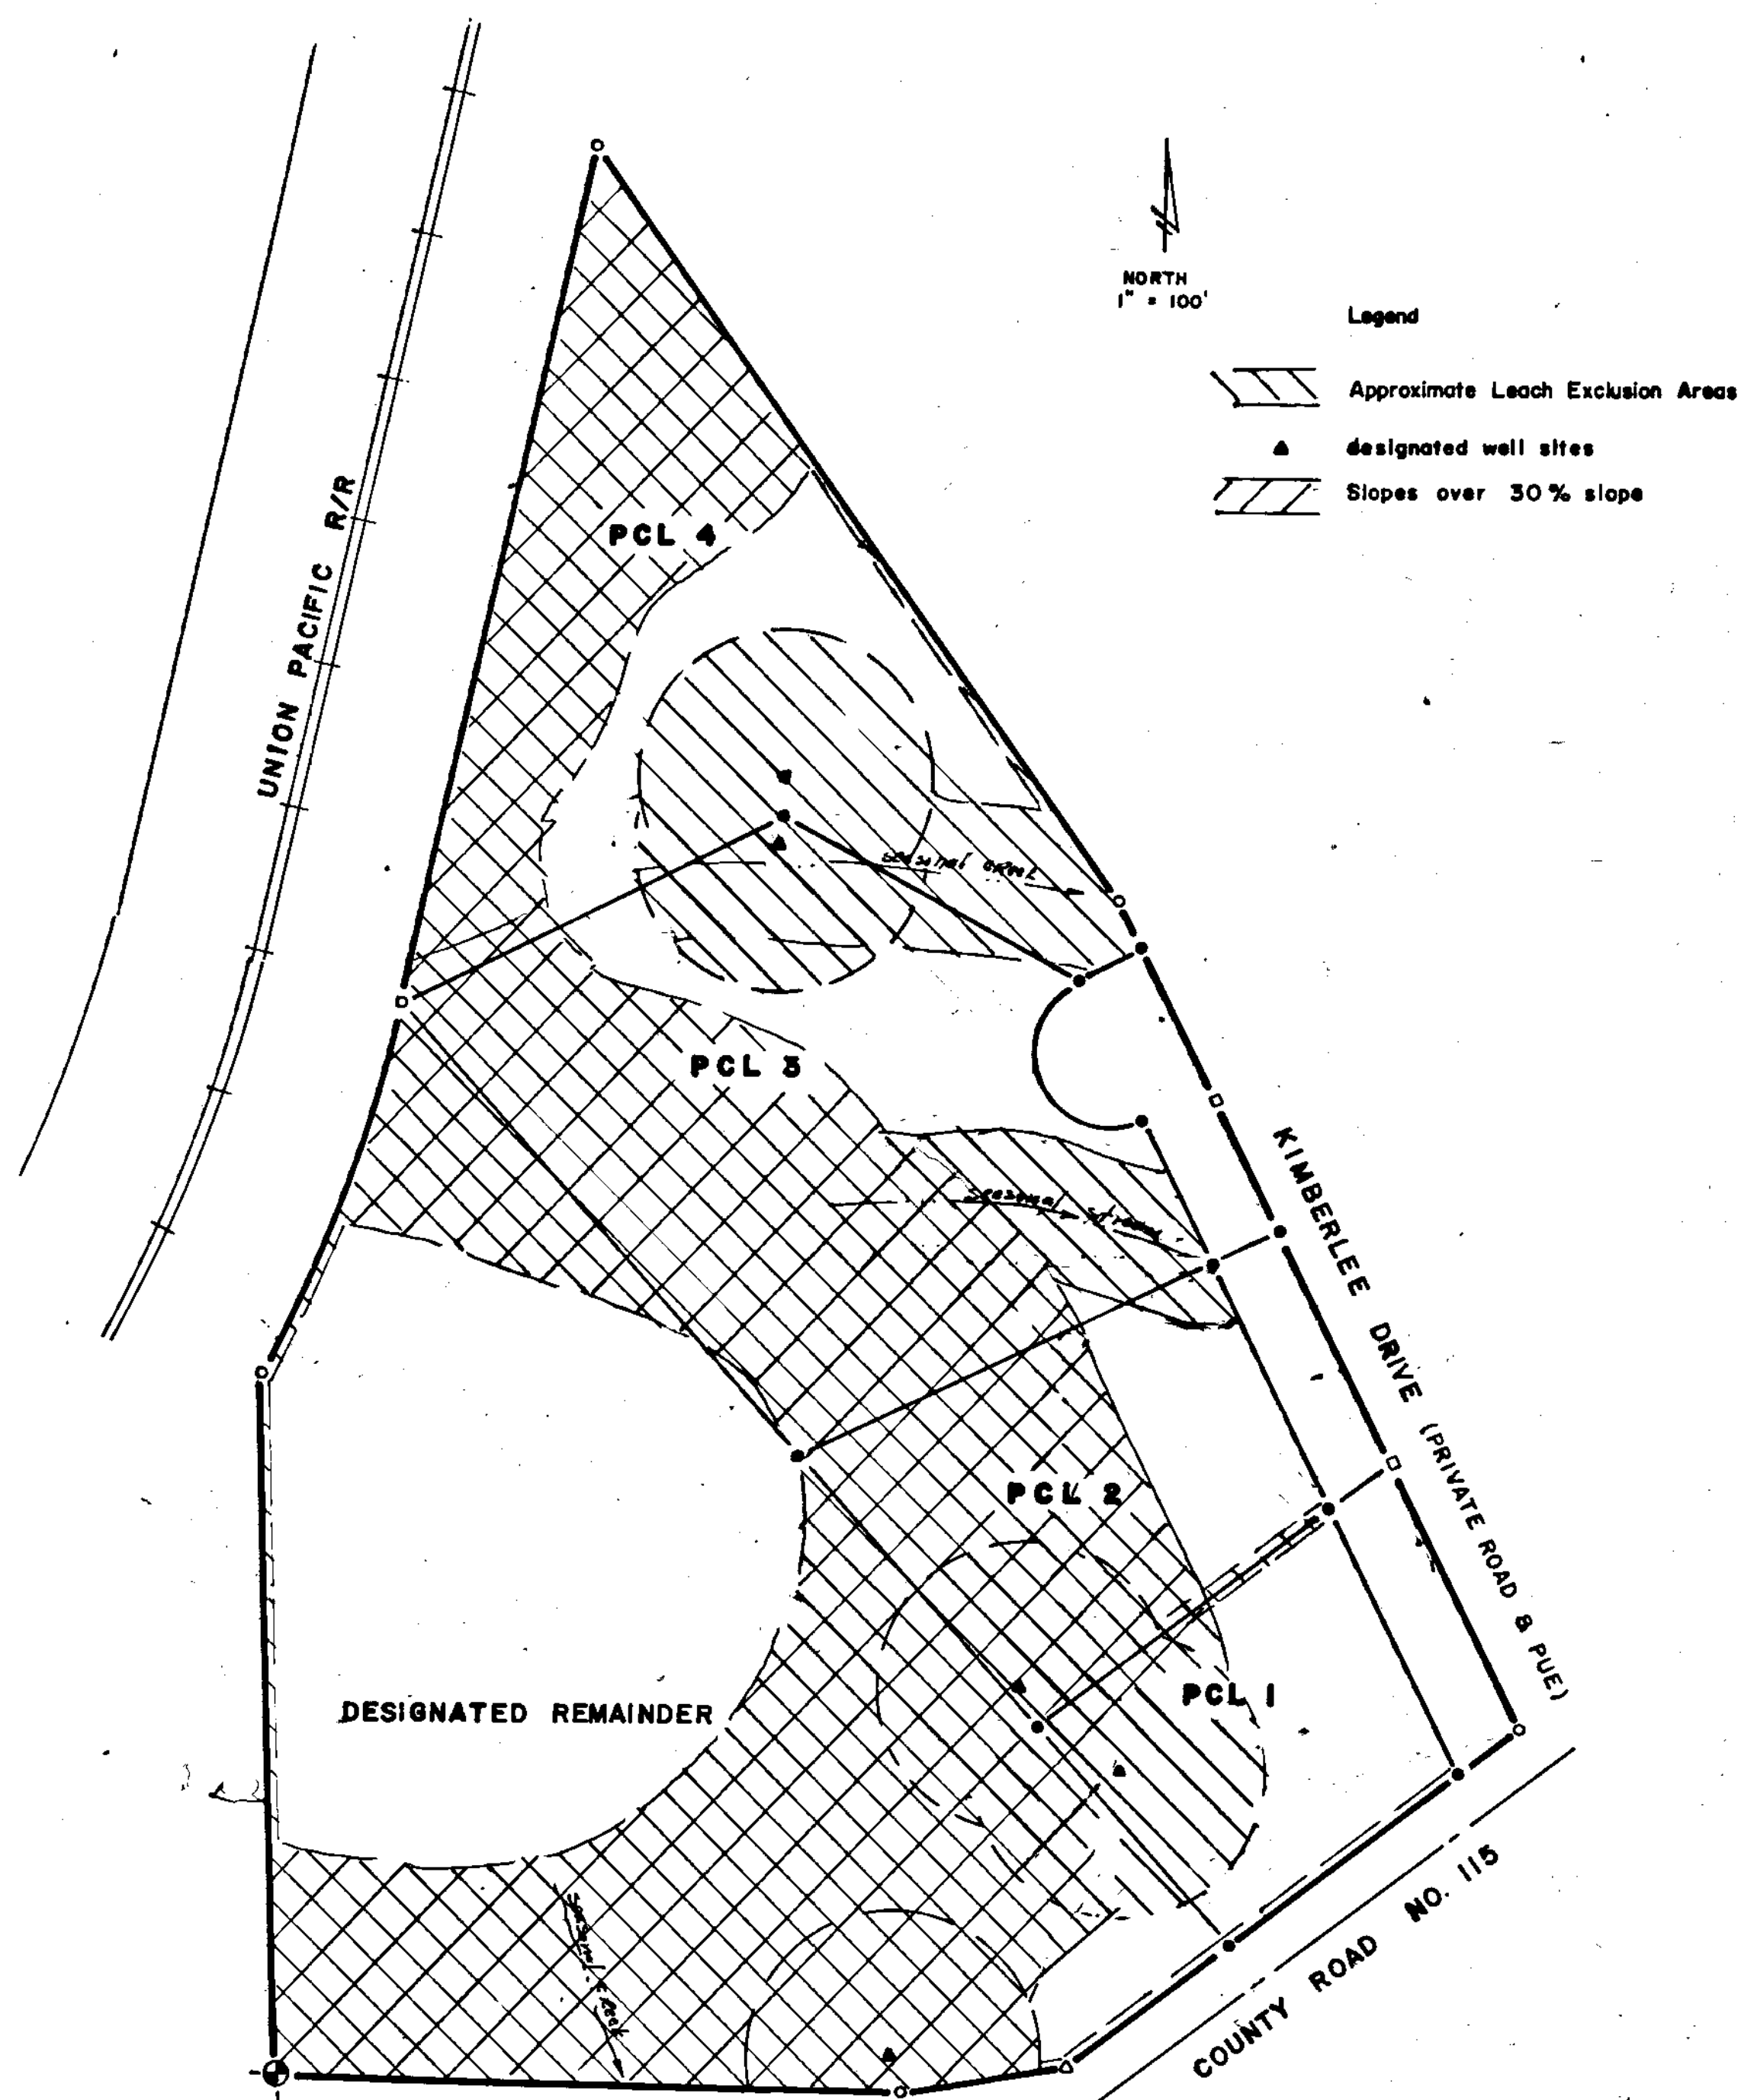 NORTH
1" = 100'
Legend
Approximate Leach Exclusion Areas
designated well sites
Slopes over 30% slope
UNION PACIFIC R/R
PCL 4
seasonal creek
PCL 3
Seasonal stream
KIMBERLEE DRIVE (PRIVATE ROAD & PUE)
PCL 2
PCL 1
DESIGNATED REMAINDER
seasonal creek
COUNTY ROAD NO. 115